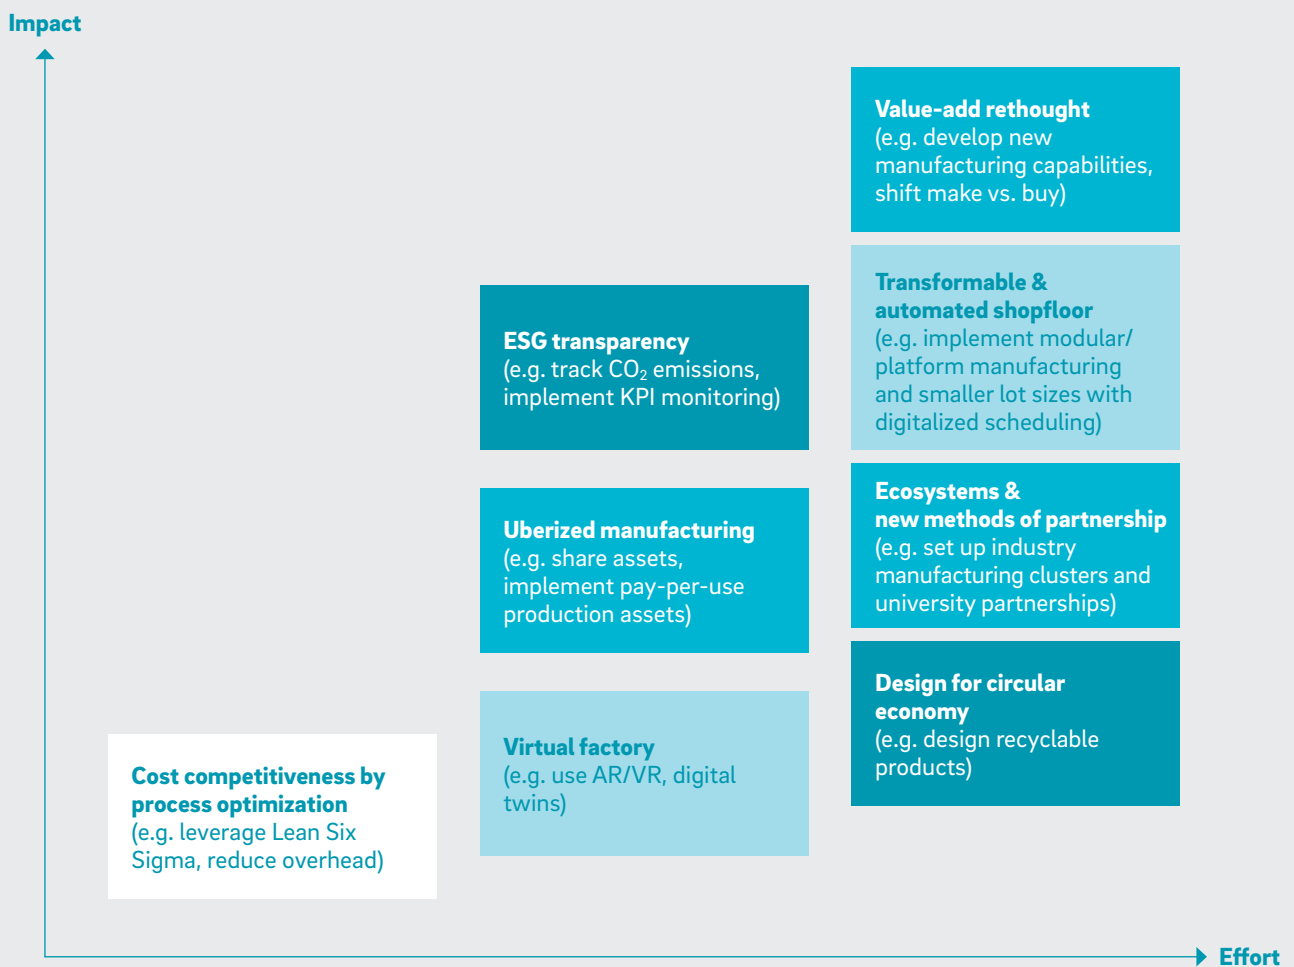 Impact
Value-add rethought
(e.g. develop new
manufacturing capabilities,
shift make vs. buy)
Transformable &
automated shopfloor
(e.g. implement modular/
platform manufacturing
and smaller lot sizes with
digitalized scheduling)
ESG transparency
(e.g. track CO₂ emissions,
implement KPI monitoring)
Ecosystems &
new methods of partnership
(e.g. set up industry
manufacturing clusters and
university partnerships)
Uberized manufacturing
(e.g. share assets,
implement pay-per-use
production assets)
Design for circular
economy
(e.g. design recyclable
products)
Virtual factory
(e.g. use AR/VR, digital
twins)
Cost competitiveness by
process optimization
(e.g. leverage Lean Six
Sigma, reduce overhead)
Effort